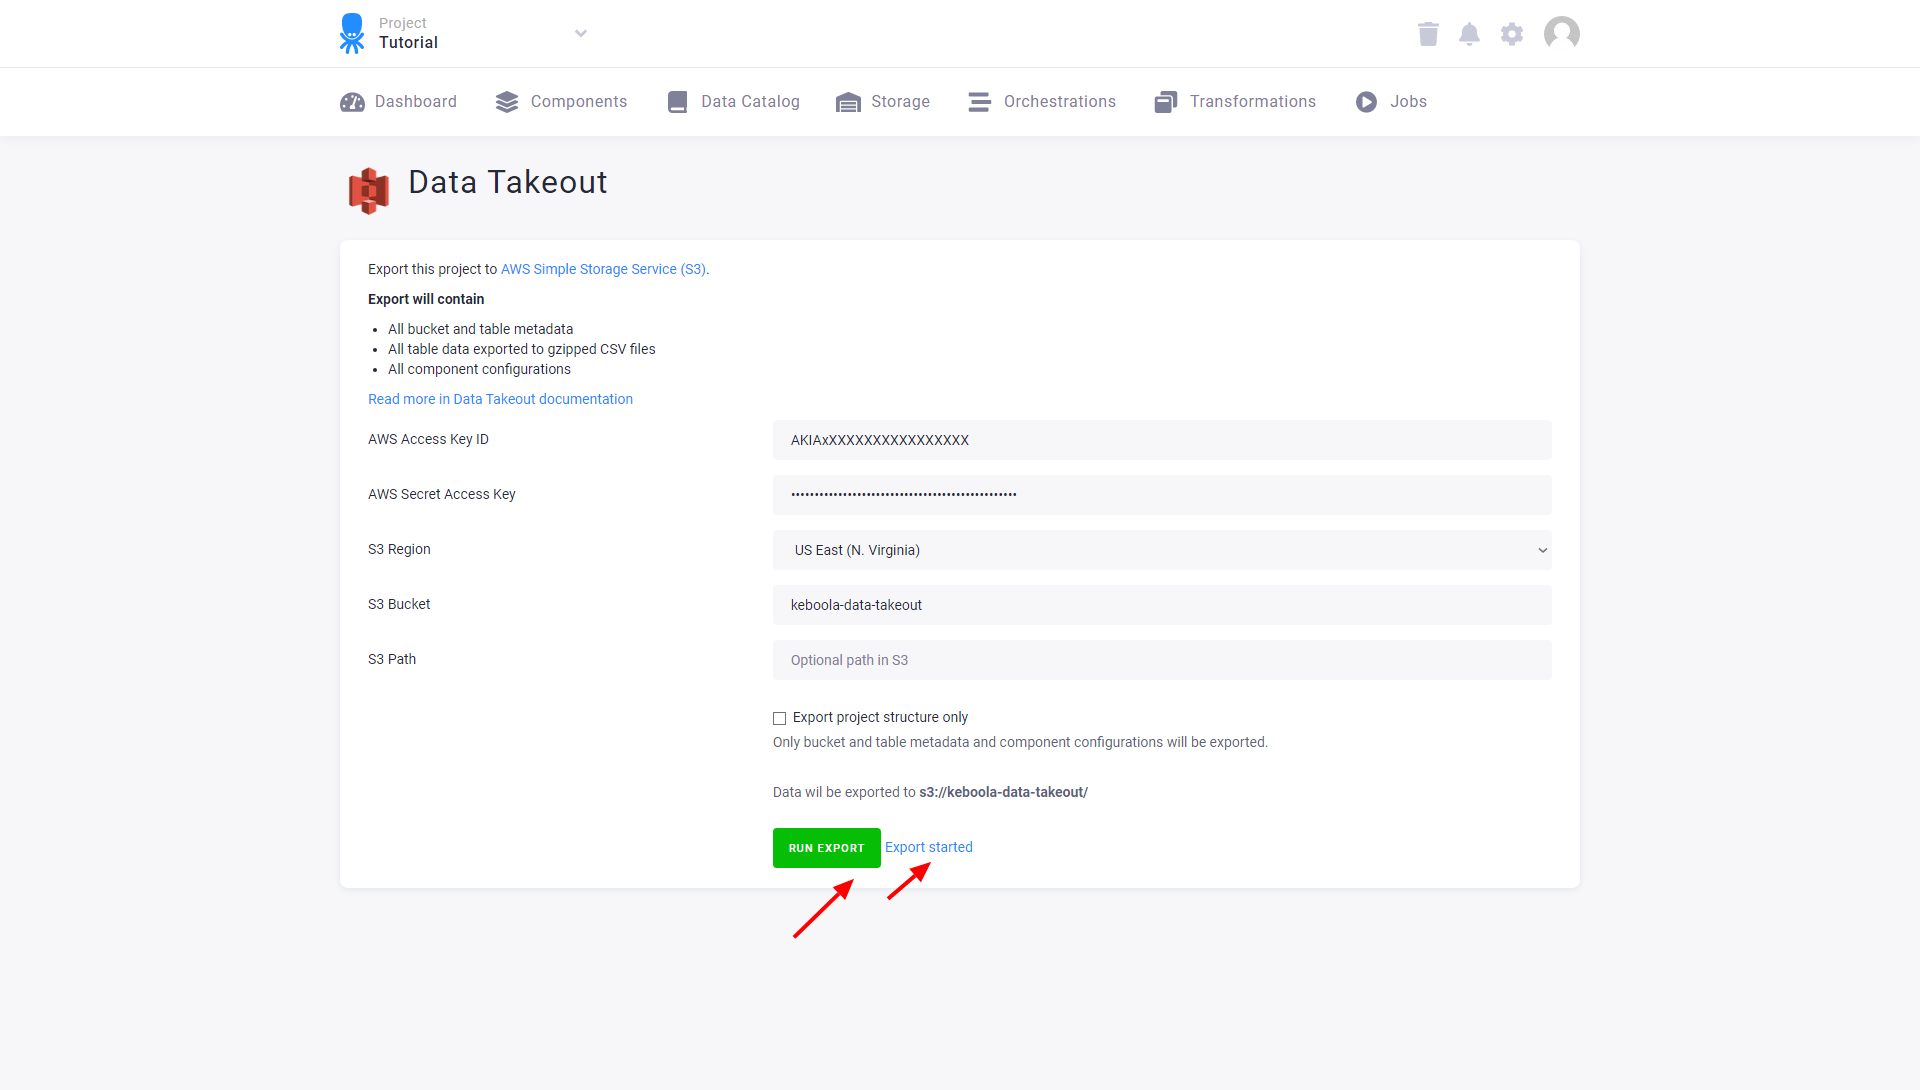 Project
Tutorial
Dashboard Components Data Catalog Storage Orchestrations Transformations Jobs
Data Takeout
Export this project to AWS Simple Storage Service (S3).
Export will contain
All bucket and table metadata
All table data exported to gzipped CSV files
All component configurations
Read more in Data Takeout documentation
AWS Access Key ID AKIAxXXXXXXXXXXXXXXXX
AWS Secret Access Key ••••••••••••••••••••••••••••••••••••••••••••••••
S3 Region US East (N. Virginia)
S3 Bucket keboola-data-takeout
S3 Path Optional path in S3
Export project structure only
Only bucket and table metadata and component configurations will be exported.
Data wil be exported to s3://keboola-data-takeout/
RUN EXPORT Export started